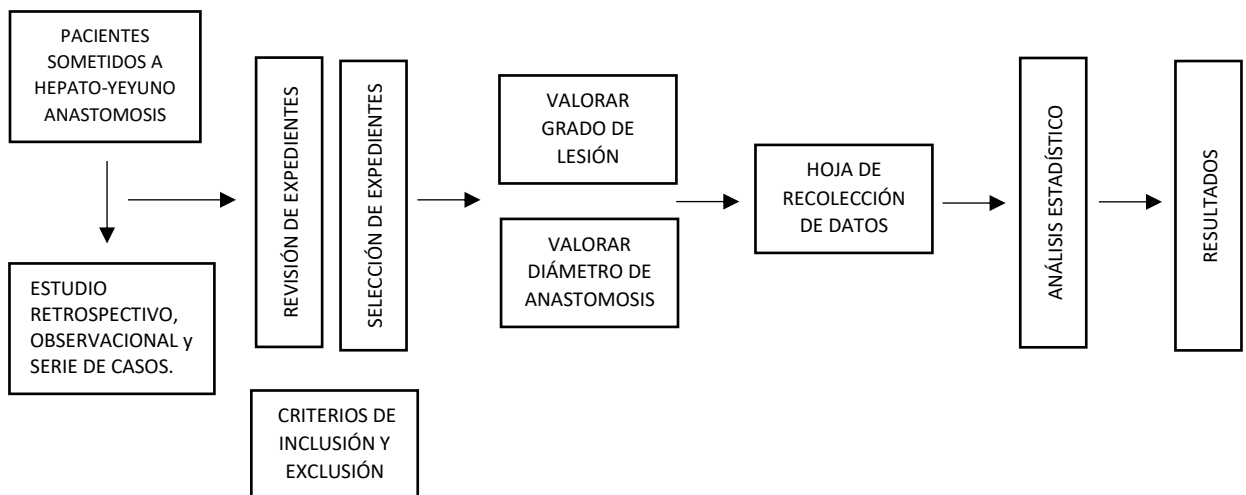 PACIENTES
SOMETIDOS A
HEPATO-YEYUNO
ANASTOMOSIS
ESTUDIO
RETROSPECTIVO,
OBSERVACIONAL y
SERIE DE CASOS.
REVISIÓN DE EXPEDIENTES
SELECCIÓN DE EXPEDIENTES
CRITERIOS DE
INCLUSIÓN Y
EXCLUSIÓN
VALORAR
GRADO DE
LESIÓN
VALORAR
DIÁMETRO DE
ANASTOMOSIS
HOJA DE
RECOLECCIÓN
DE DATOS
ANÁLISIS ESTADÍSTICO
RESULTADOS